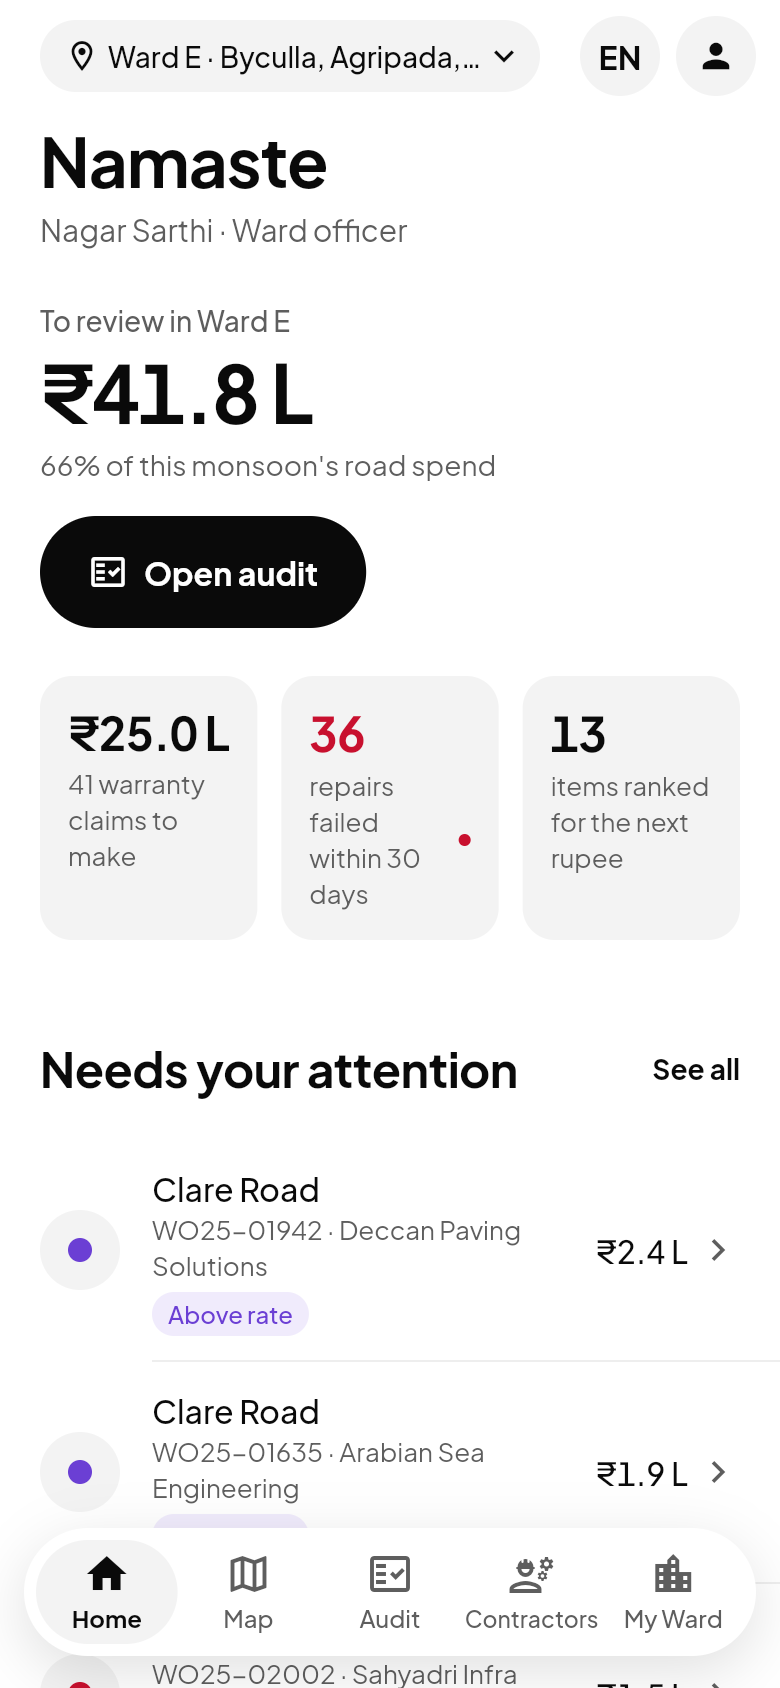 Ward E · Byculla, Agripada,...
EN
Namaste
Nagar Sarthi · Ward officer
To review in Ward E
₹41.8 L
66% of this monsoon's road spend
Open audit
₹25.0 L
41 warranty
claims to
make
36
repairs
failed
within 30
days
13
items ranked
for the next
rupee
Needs your attention
See all
Clare Road
WO25–01942 · Deccan Paving
Solutions
₹2.4 L
Above rate
Clare Road
WO25–01635 · Arabian Sea
Engineering
₹1.9 L
Home
Map
Audit
Contractors
My Ward
WO25–02002 · Sahyadri Infra